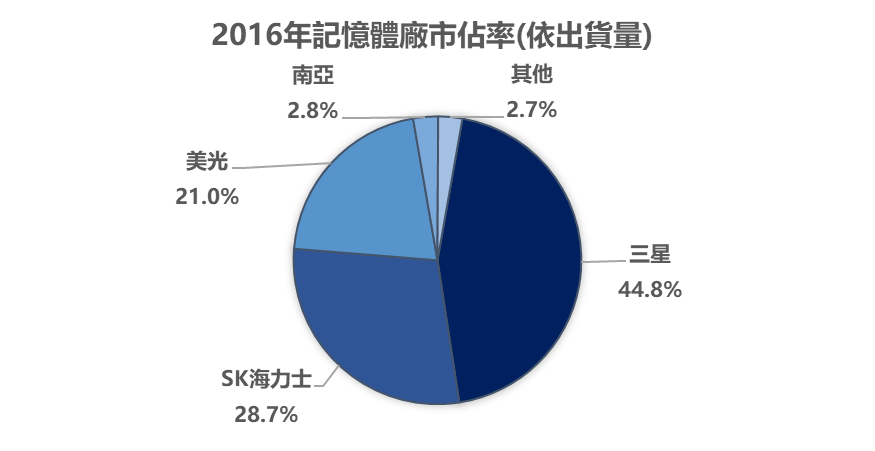 2016年記憶體廠市佔率(依出貨量)
南亞
2.8%
其他
2.7%
美光
21.0%
三星
44.8%
SK海力士
28.7%